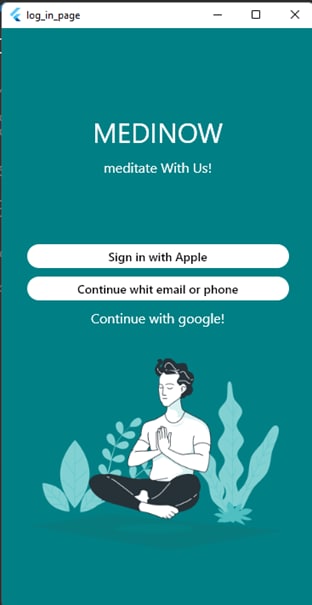 log_in_page
MEDINOW
meditate With Us!
Sign in with Apple
Continue whit email or phone
Continue with google!